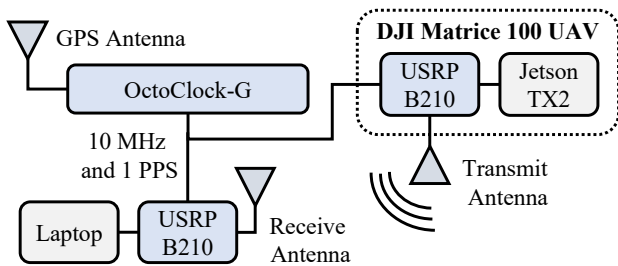 GPS Antenna
OctoClock-G
10 MHz
and 1 PPS
Laptop
USRP
B210
Receive
Antenna
DJI Matrice 100 UAV
USRP
B210
Jetson
TX2
Transmit
Antenna